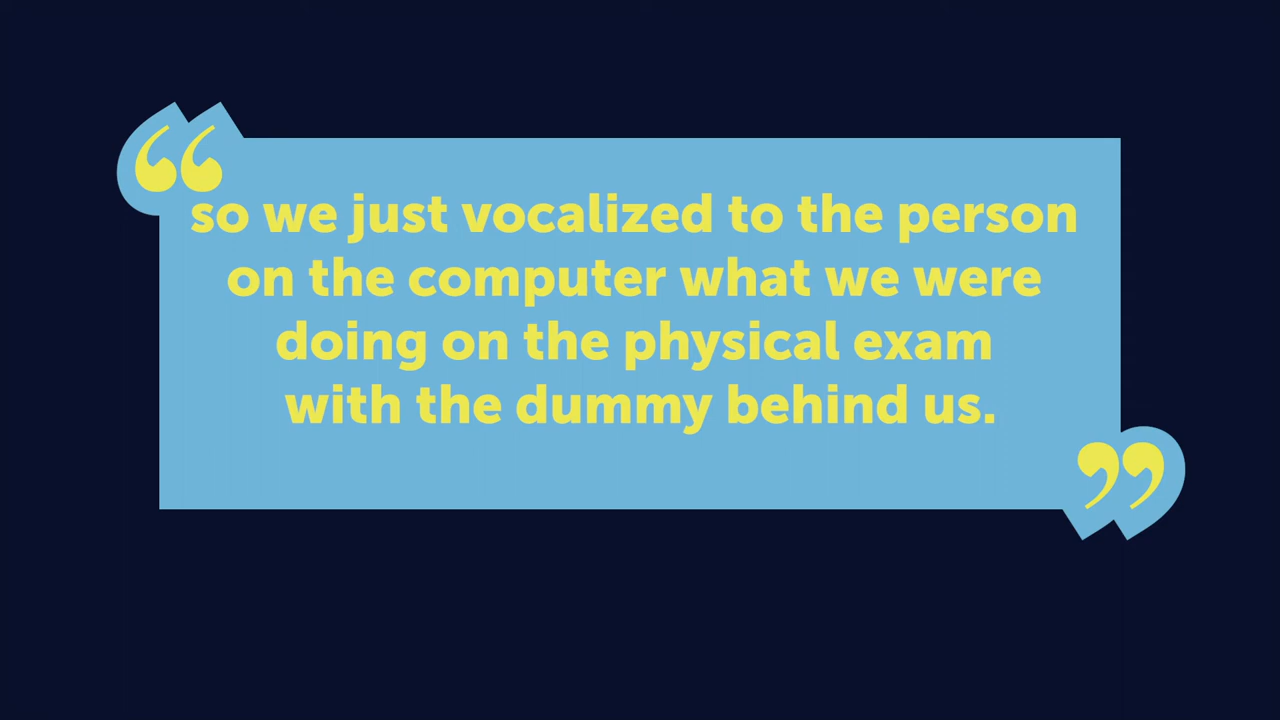 “so we just vocalized to the person
on the computer what we were
doing on the physical exam
with the dummy behind us.”